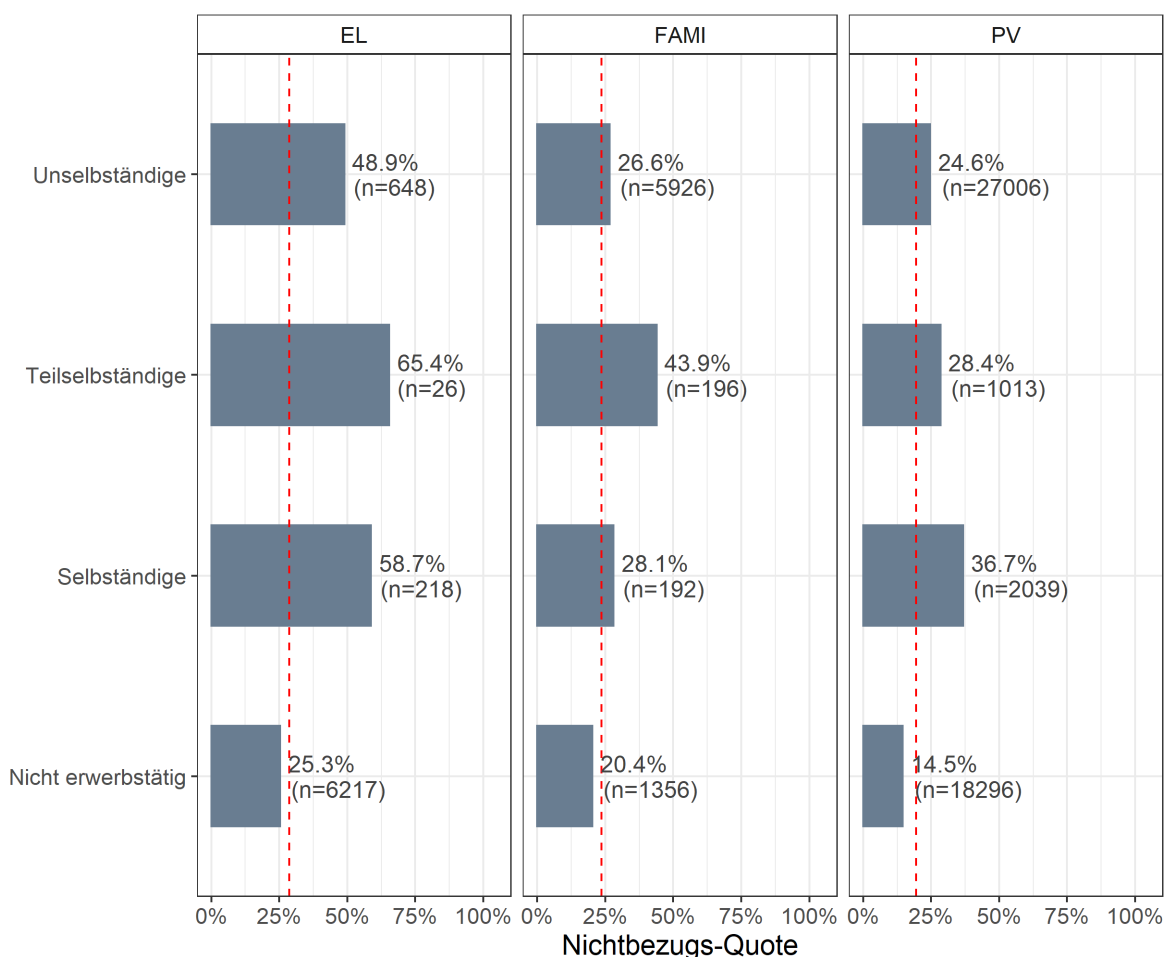 EL FAMI PV
Unselbständige
48.9%
(n=648)
26.6%
(n=5926)
24.6%
(n=27006)
Teilselbständige
65.4%
(n=26)
43.9%
(n=196)
28.4%
(n=1013)
Selbständige
58.7%
(n=218)
28.1%
(n=192)
36.7%
(n=2039)
Nicht erwerbstätig
25.3%
(n=6217)
20.4%
(n=1356)
14.5%
(n=18296)
0% 25% 50% 75% 100% 0% 25% 50% 75% 100% 0% 25% 50% 75% 100%
Nichtbezugs-Quote